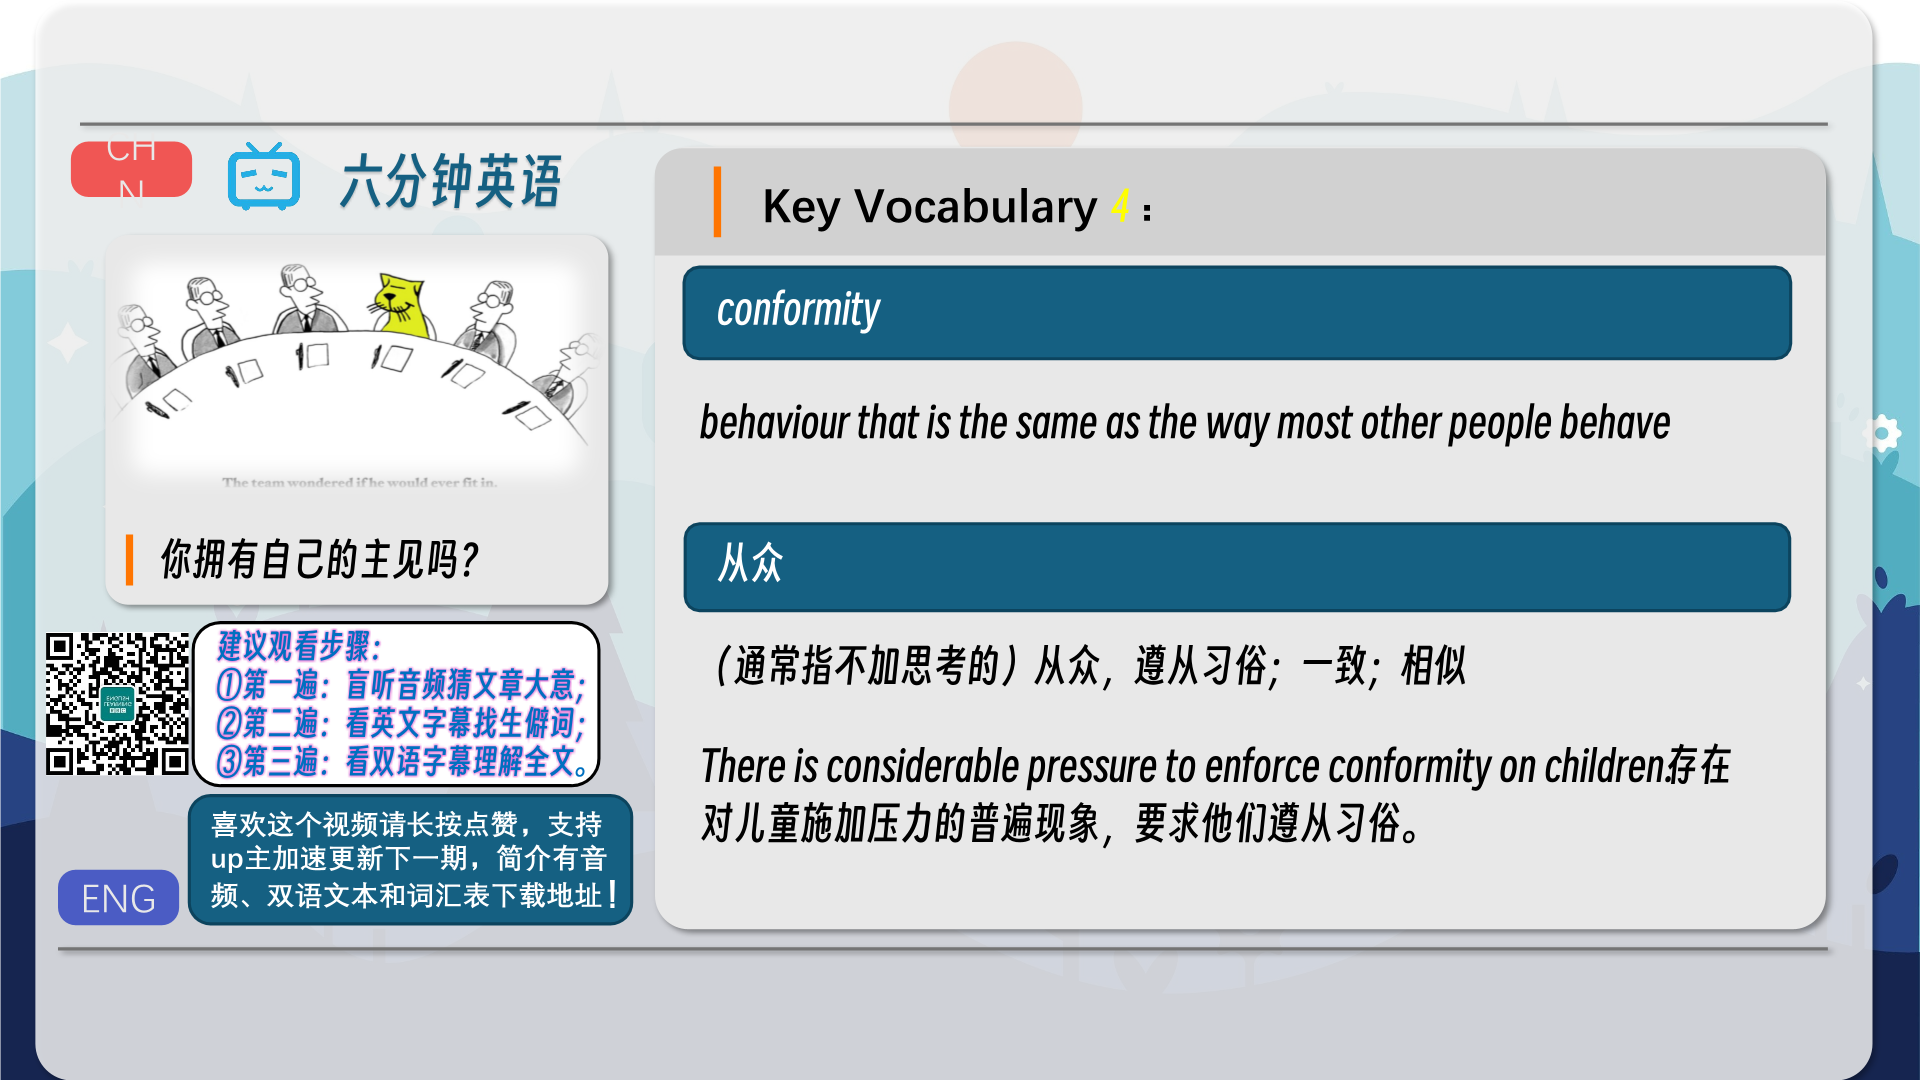 CH
N
六分钟英语
The team wondered if he would ever fit in.
你拥有自己的主见吗?
建议观看步骤:
①第一遍：盲听音频猜文章大意;
②第二遍：看英文字幕找生僻词;
③第三遍：看双语字幕理解全文。
喜欢这个视频请长按点赞，支持
up主加速更新下一期，简介有音
频、双语文本和词汇表下载地址！
ENG
Key Vocabulary 4：
conformity
behaviour that is the same as the way most other people behave
从众
（通常指不加思考的）从众，遵从习俗；一致；相似
There is considerable pressure to enforce conformity on children.存在
对儿童施加压力的普遍现象，要求他们遵从习俗。